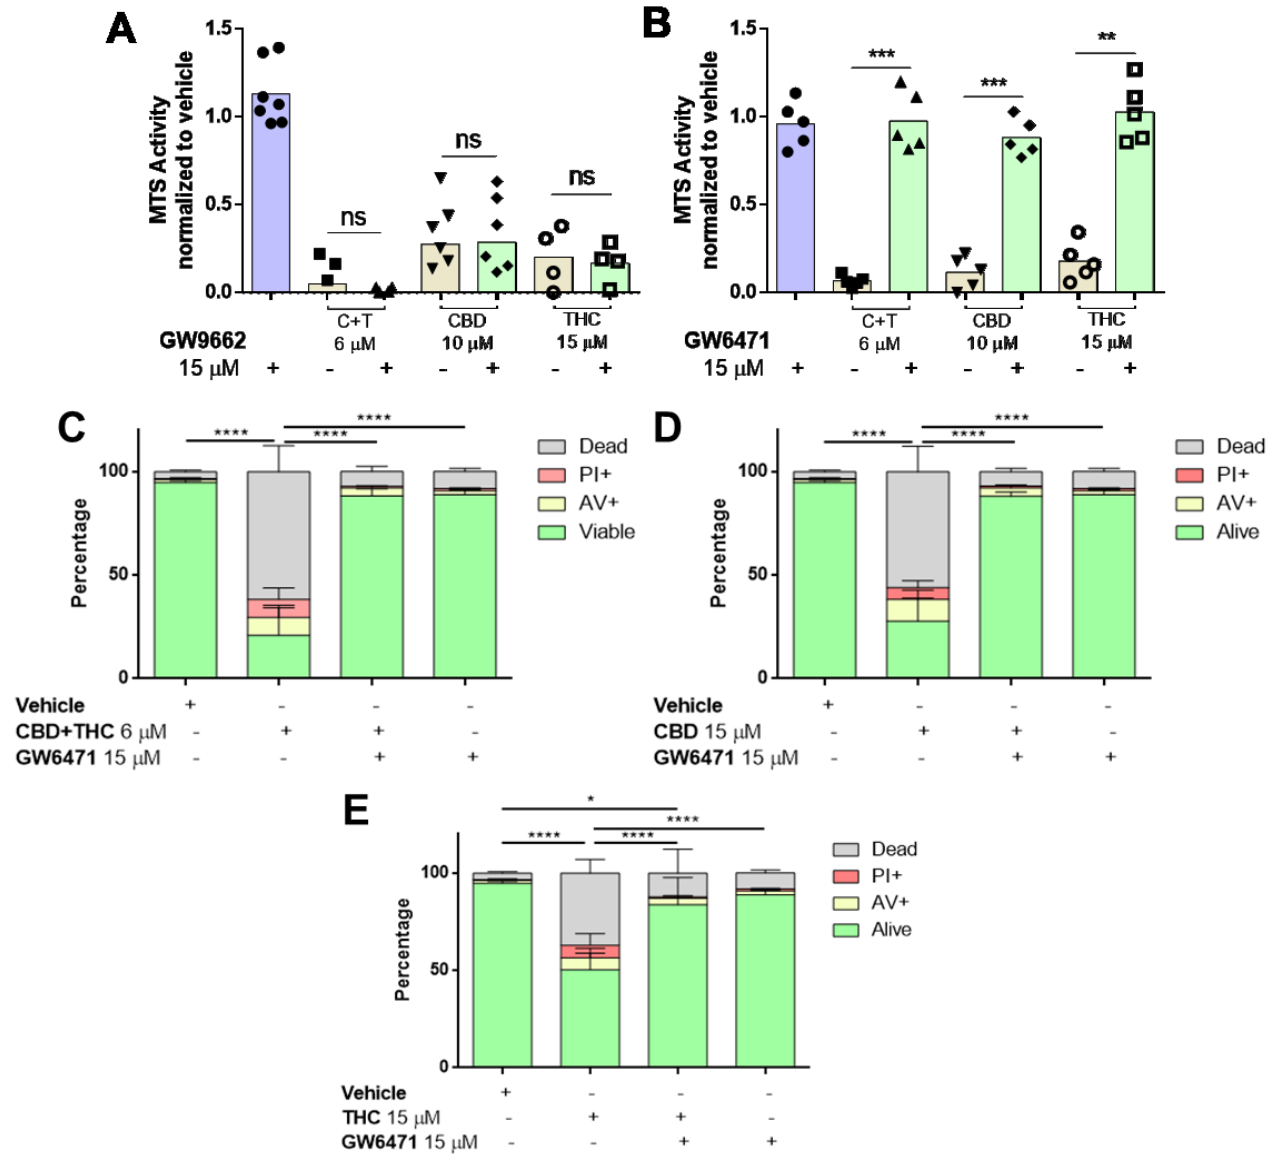 A
MTS Activity
normalized to vehicle
1.5
1.0
0.5
0.0
ns
ns
ns
C+T
6 µM
CBD
10 µM
THC
15 µM
GW9662
15 µM + - + - + - +
B
MTS Activity
normalized to vehicle
1.5
1.0
0.5
0.0
***
***
**
C+T
6 µM
CBD
10 µM
THC
15 µM
GW6471
15 µM + - + - + - +
C
Percentage
100
50
0
****
****
****
Dead
PI+
AV+
Viable
Vehicle + - - -
CBD+THC 6 µM - + + -
GW6471 15 µM - - + +
D
Percentage
100
50
0
****
****
****
Dead
PI+
AV+
Alive
Vehicle + - - -
CBD 15 µM - + + -
GW6471 15 µM - - + +
E
Percentage
100
50
0
*
****
****
****
Dead
PI+
AV+
Alive
Vehicle + - - -
THC 15 µM - + + -
GW6471 15 µM - - + +